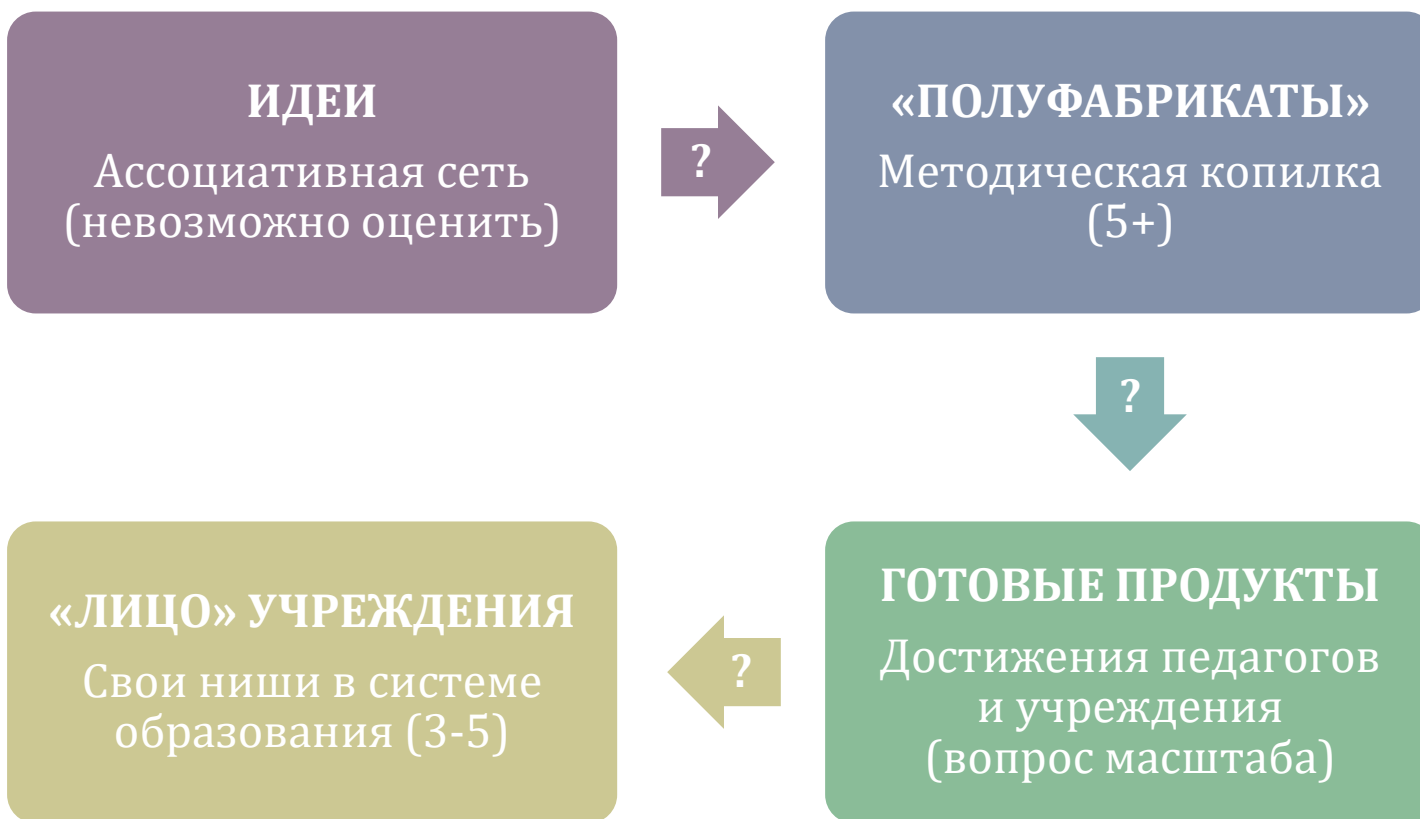 ИДЕИ
Ассоциативная сеть
(невозможно оценить)
?
«ПОЛУФАБРИКАТЫ»
Методическая копилка
(5+)
?
ГОТОВЫЕ ПРОДУКТЫ
Достижения педагогов
и учреждения
(вопрос масштаба)
?
«ЛИЦО» УЧРЕЖДЕНИЯ
Свои ниши в системе
образования (3-5)